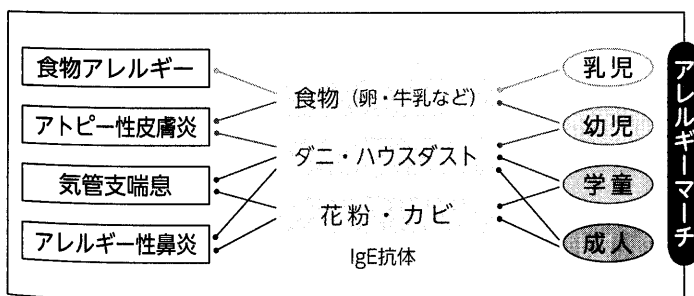 食物アレルギー
アトピー性皮膚炎
気管支喘息
アレルギー性鼻炎
食物（卵・牛乳など）
ダニ・ハウスダスト
花粉・カビ
IgE抗体
乳児
幼児
学童
成人
アレルギーマーチ